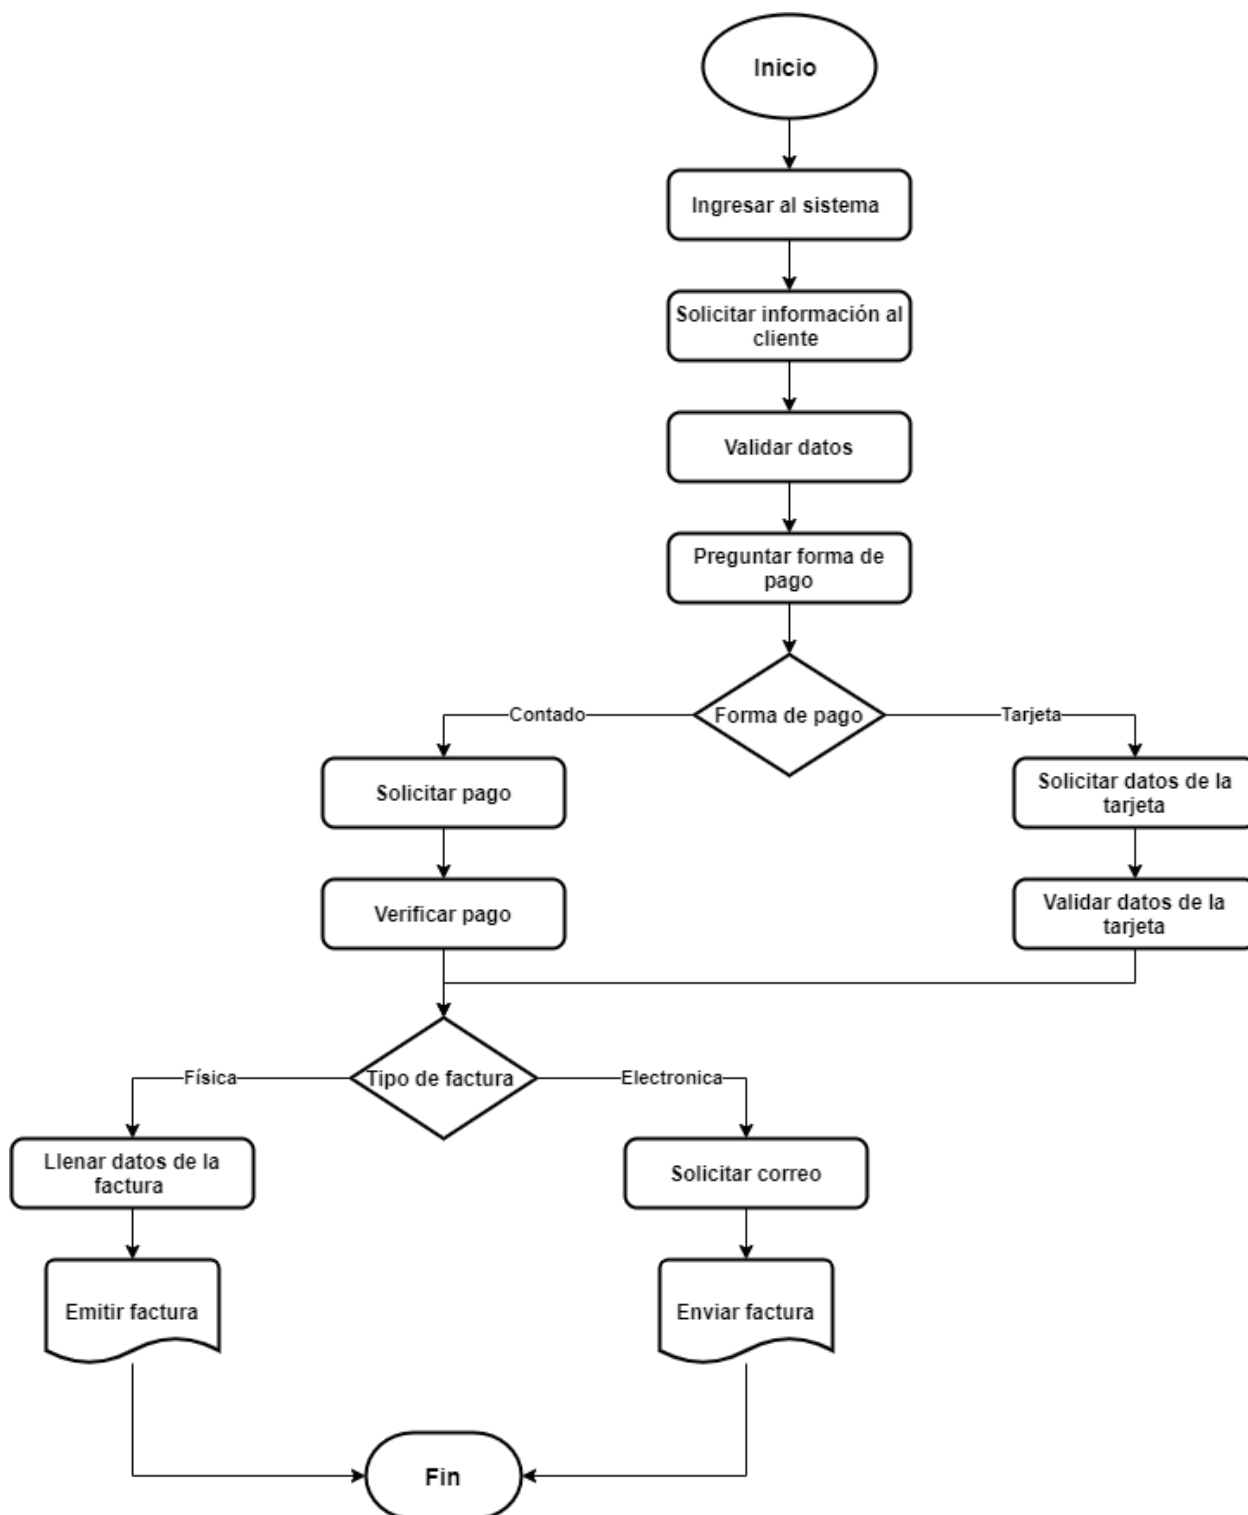 Inicio
Ingresar al sistema
Solicitar información al
cliente
Validar datos
Preguntar forma de
pago
Contado
Forma de pago
Tarjeta
Solicitar pago
Solicitar datos de la
tarjeta
Verificar pago
Validar datos de la
tarjeta
Física
Tipo de factura
Electronica
Llenar datos de la
factura
Solicitar correo
Emitir factura
Enviar factura
Fin